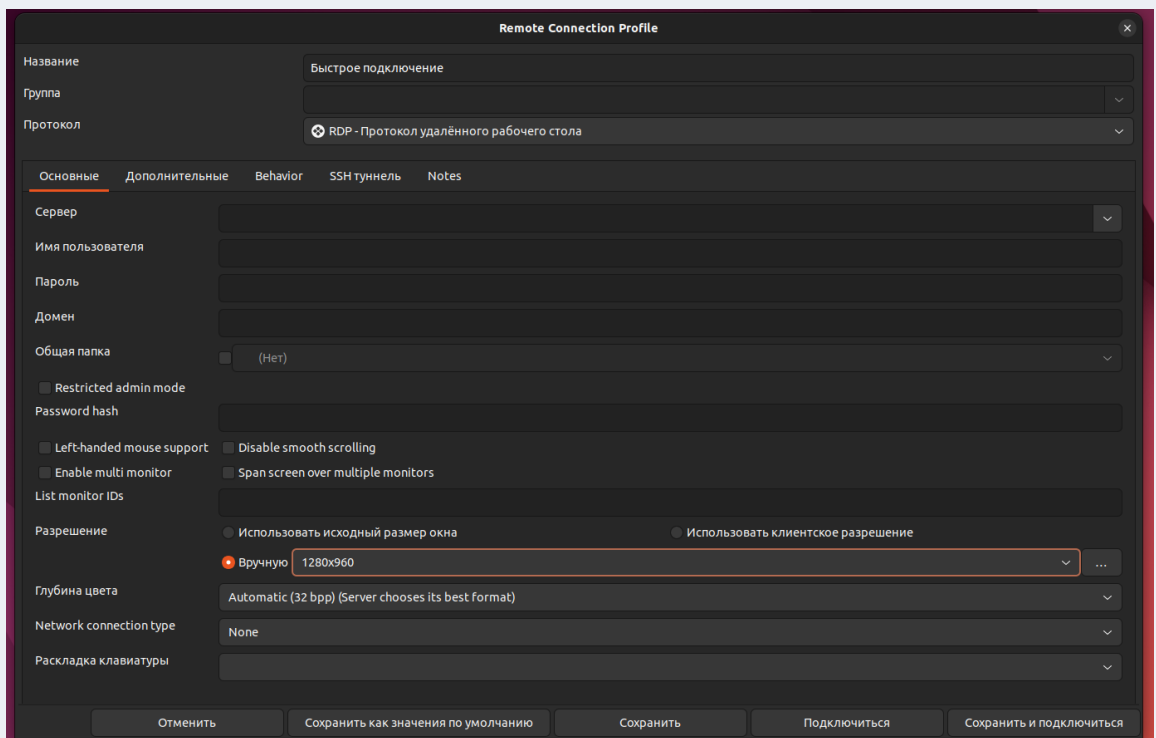 Remote Connection Profile
Название
Быстрое подключение
Группа
Протокол
RDP - Протокол удалённого рабочего стола
Основные Дополнительные Behavior SSH туннель Notes
Сервер
Имя пользователя
Пароль
Домен
Общая папка (Нет)
Restricted admin mode
Password hash
Left-handed mouse support Disable smooth scrolling
Enable multi monitor Span screen over multiple monitors
List monitor IDs
Разрешение Использовать исходный размер окна Использовать клиентское разрешение
Вручную 1280x960 ...
Глубина цвета Automatic (32 bpp) (Server chooses its best format)
Network connection type None
Раскладка клавиатуры
Отменить Сохранить как значения по умолчанию Сохранить Подключиться Сохранить и подключиться